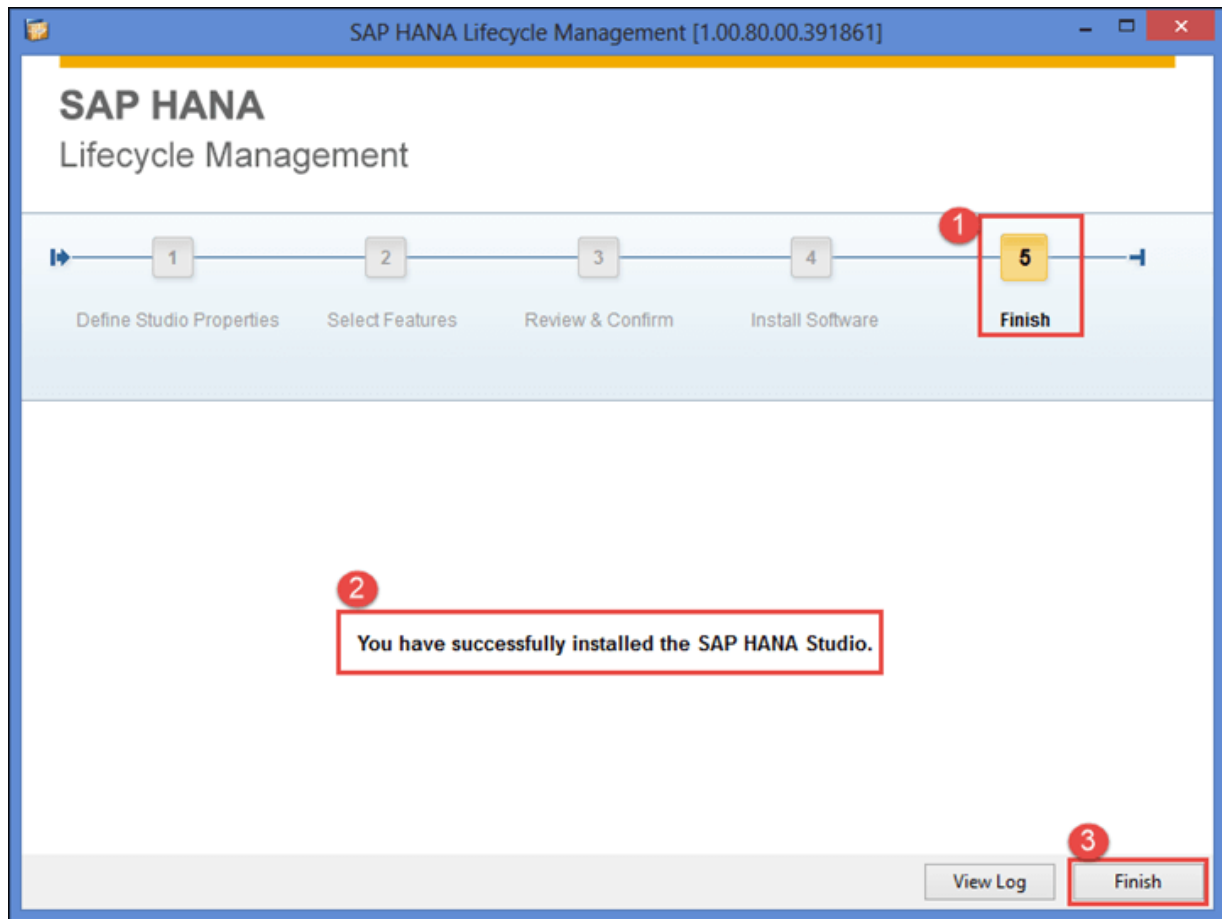 SAP HANA Lifecycle Management [1.00.80.00.391861]
SAP HANA
Lifecycle Management
1
1 2 3 4 5
Define Studio Properties Select Features Review & Confirm Install Software Finish
2
You have successfully installed the SAP HANA Studio.
3
View Log Finish